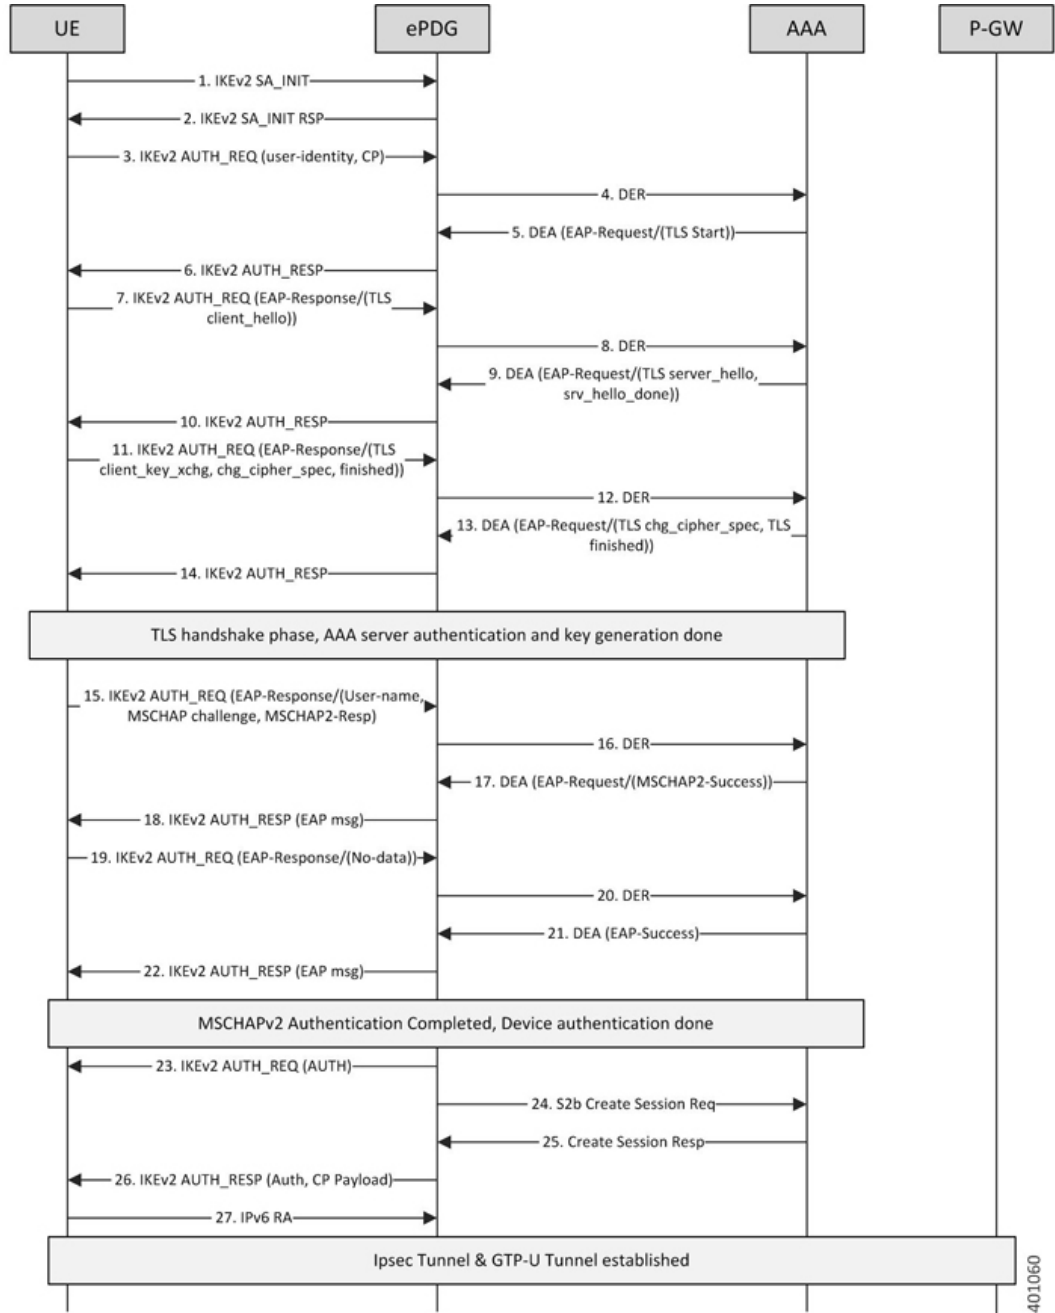 UE
ePDG
AAA
P-GW
1. IKEv2 SA_INIT
2. IKEv2 SA_INIT RSP
3. IKEv2 AUTH_REQ (user-identity, CP)
4. DER
5. DEA (EAP-Request/(TLS Start))
6. IKEv2 AUTH_RESP
7. IKEv2 AUTH_REQ (EAP-Response/(TLS
client_hello))
8. DER
9. DEA (EAP-Request/(TLS server_hello,
srv_hello_done))
10. IKEv2 AUTH_RESP
11. IKEv2 AUTH_REQ (EAP-Response/(TLS
client_key_xchg, chg_cipher_spec, finished))
12. DER
13. DEA (EAP-Request/(TLS chg_cipher_spec, TLS
finished))
14. IKEv2 AUTH_RESP
TLS handshake phase, AAA server authentication and key generation done
15. IKEv2 AUTH_REQ (EAP-Response/(User-name,
MSCHAP challenge, MSCHAP2-Resp)
16. DER
17. DEA (EAP-Request/(MSCHAP2-Success))
18. IKEv2 AUTH_RESP (EAP msg)
19. IKEv2 AUTH_REQ (EAP-Response/(No-data))
20. DER
21. DEA (EAP-Success)
22. IKEv2 AUTH_RESP (EAP msg)
MSCHAPv2 Authentication Completed, Device authentication done
23. IKEv2 AUTH_REQ (AUTH)
24. S2b Create Session Req
25. Create Session Resp
26. IKEv2 AUTH_RESP (Auth, CP Payload)
27. IPv6 RA
Ipsec Tunnel & GTP-U Tunnel established
401060